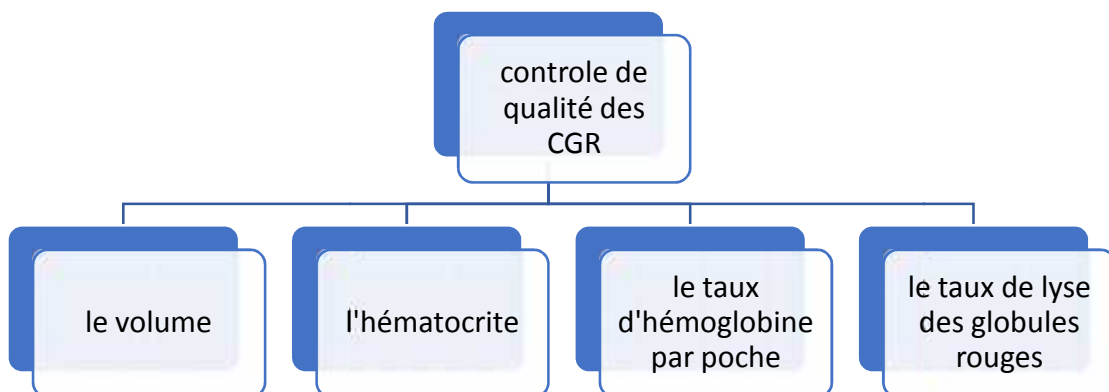 controle de
qualité des
CGR
le volume
l'hématocrite
le taux
d'hémoglobine
par poche
le taux de lyse
des globules
rouges